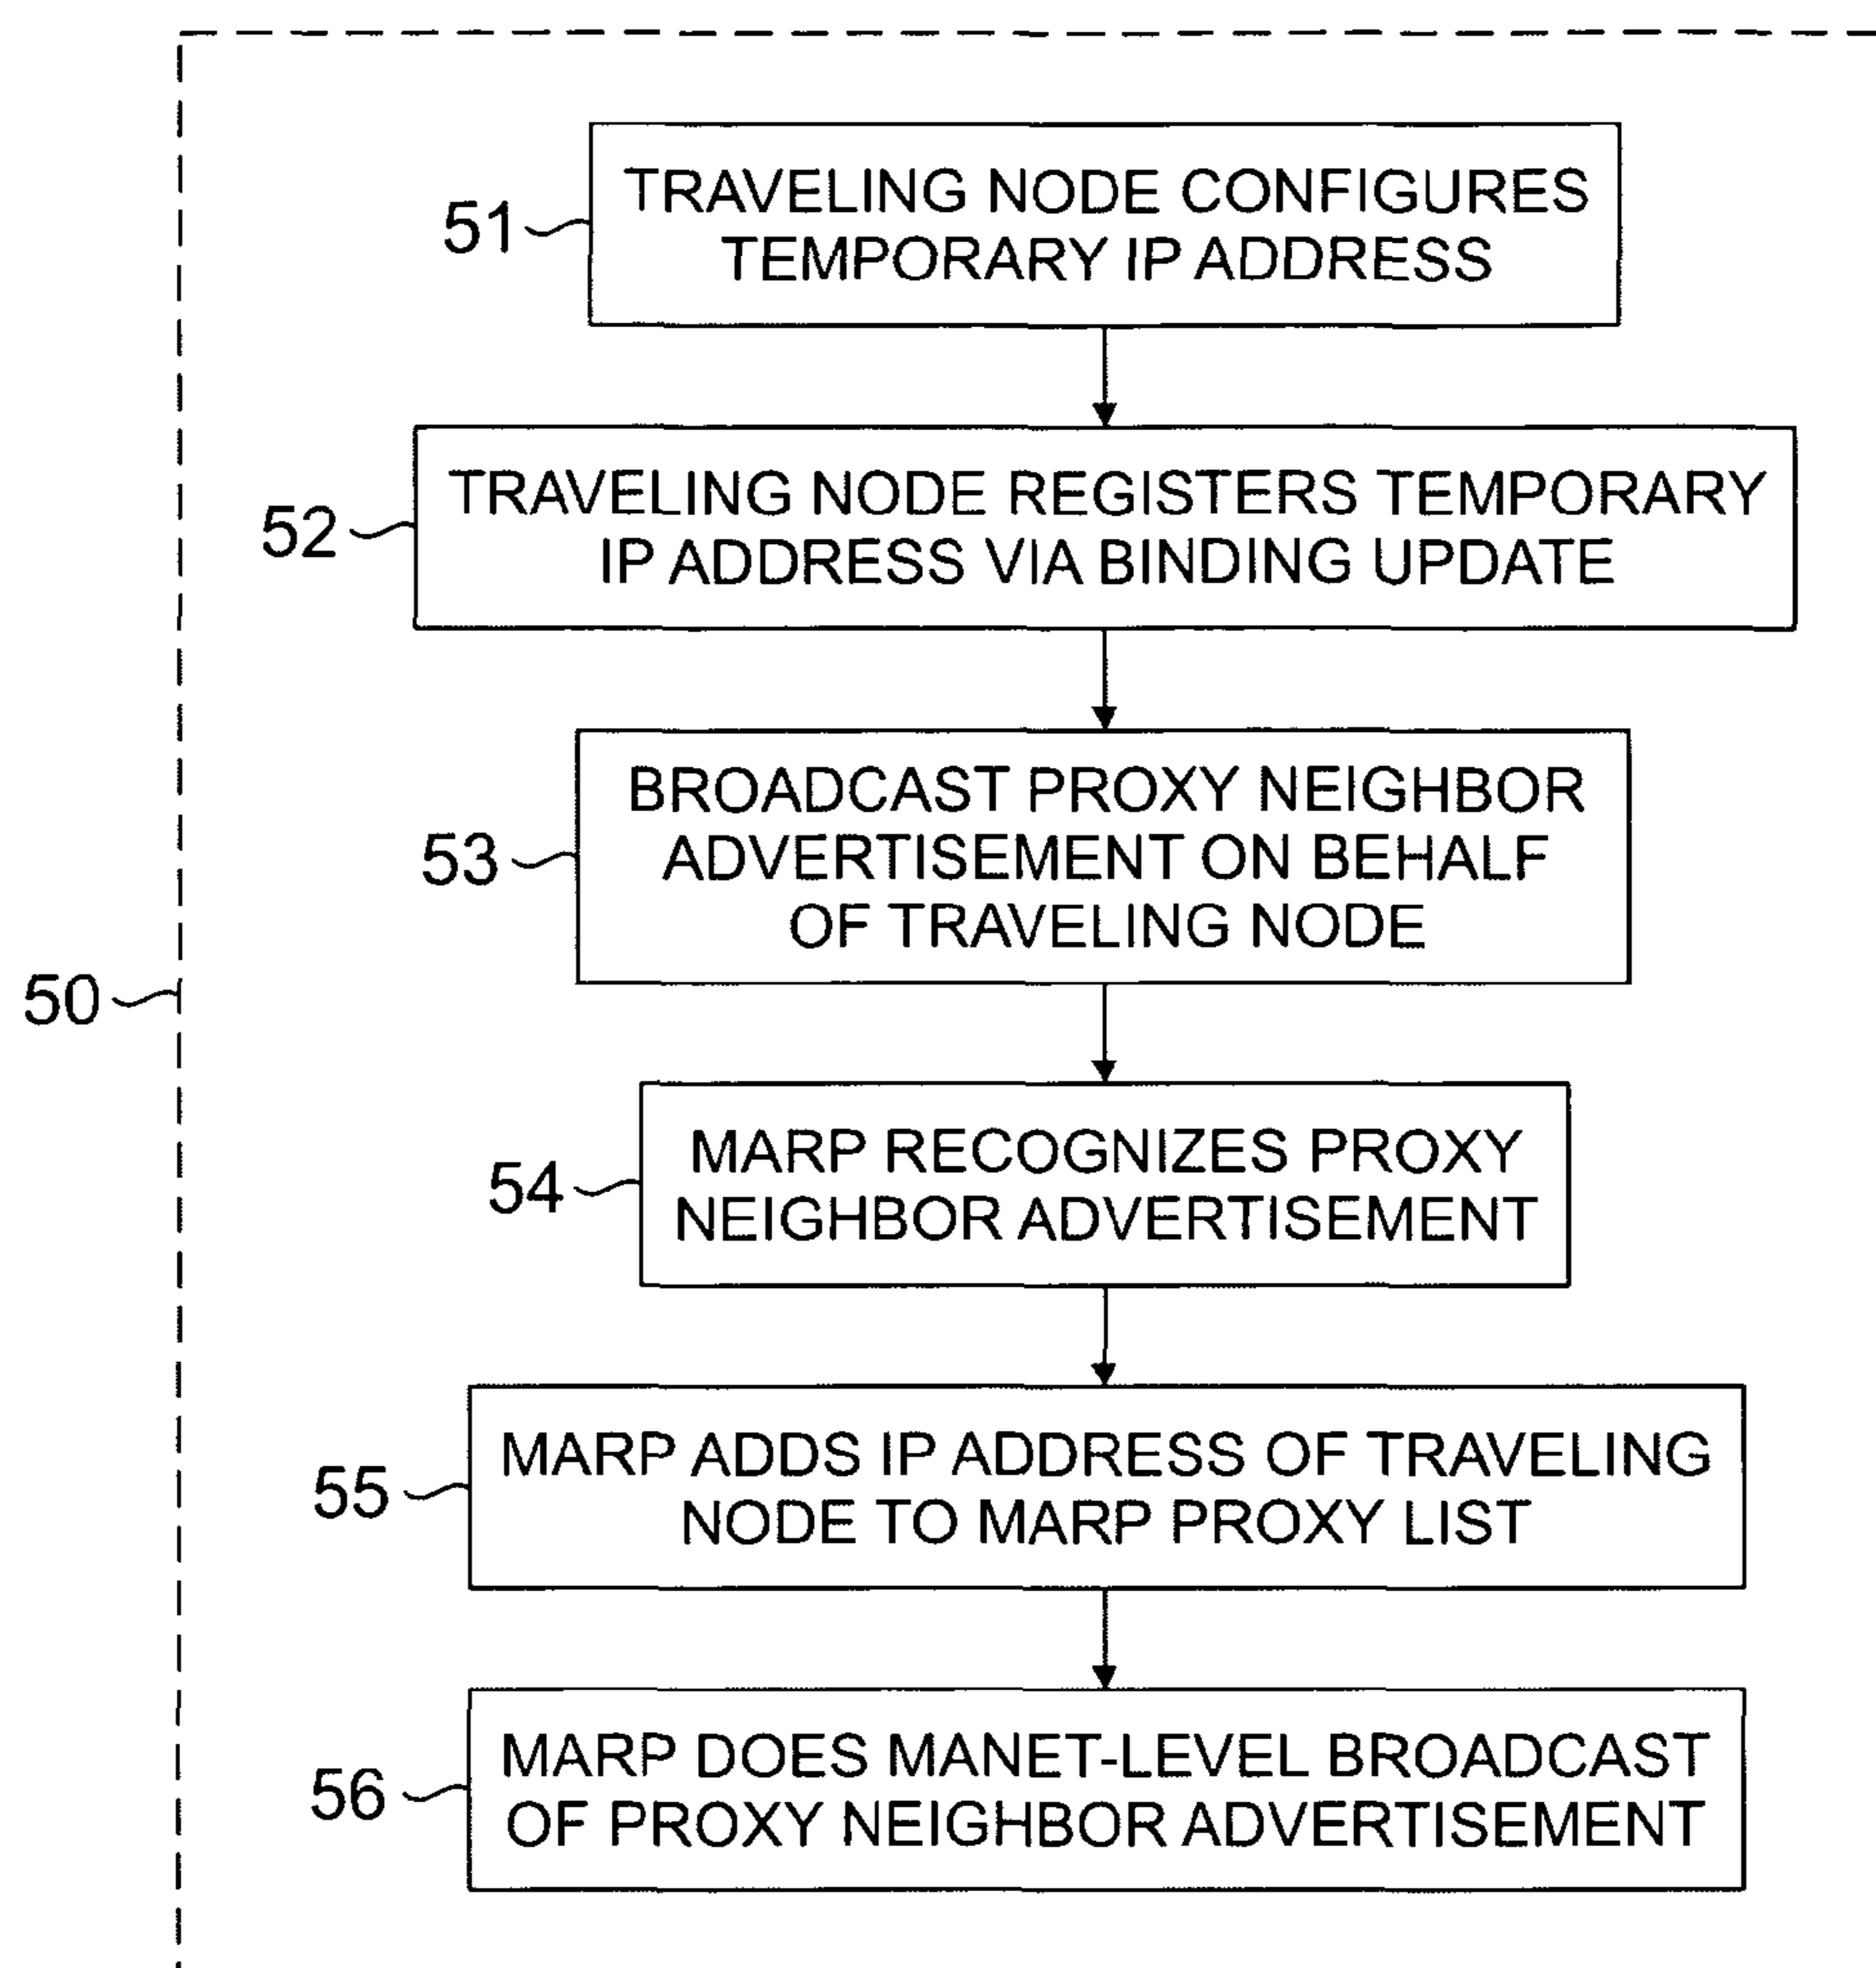 51
TRAVELING NODE CONFIGURES
TEMPORARY IP ADDRESS
52
TRAVELING NODE REGISTERS TEMPORARY
IP ADDRESS VIA BINDING UPDATE
53
BROADCAST PROXY NEIGHBOR
ADVERTISEMENT ON BEHALF
OF TRAVELING NODE
50
54
MARP RECOGNIZES PROXY
NEIGHBOR ADVERTISEMENT
55
MARP ADDS IP ADDRESS OF TRAVELING
NODE TO MARP PROXY LIST
56
MARP DOES MANET-LEVEL BROADCAST
OF PROXY NEIGHBOR ADVERTISEMENT